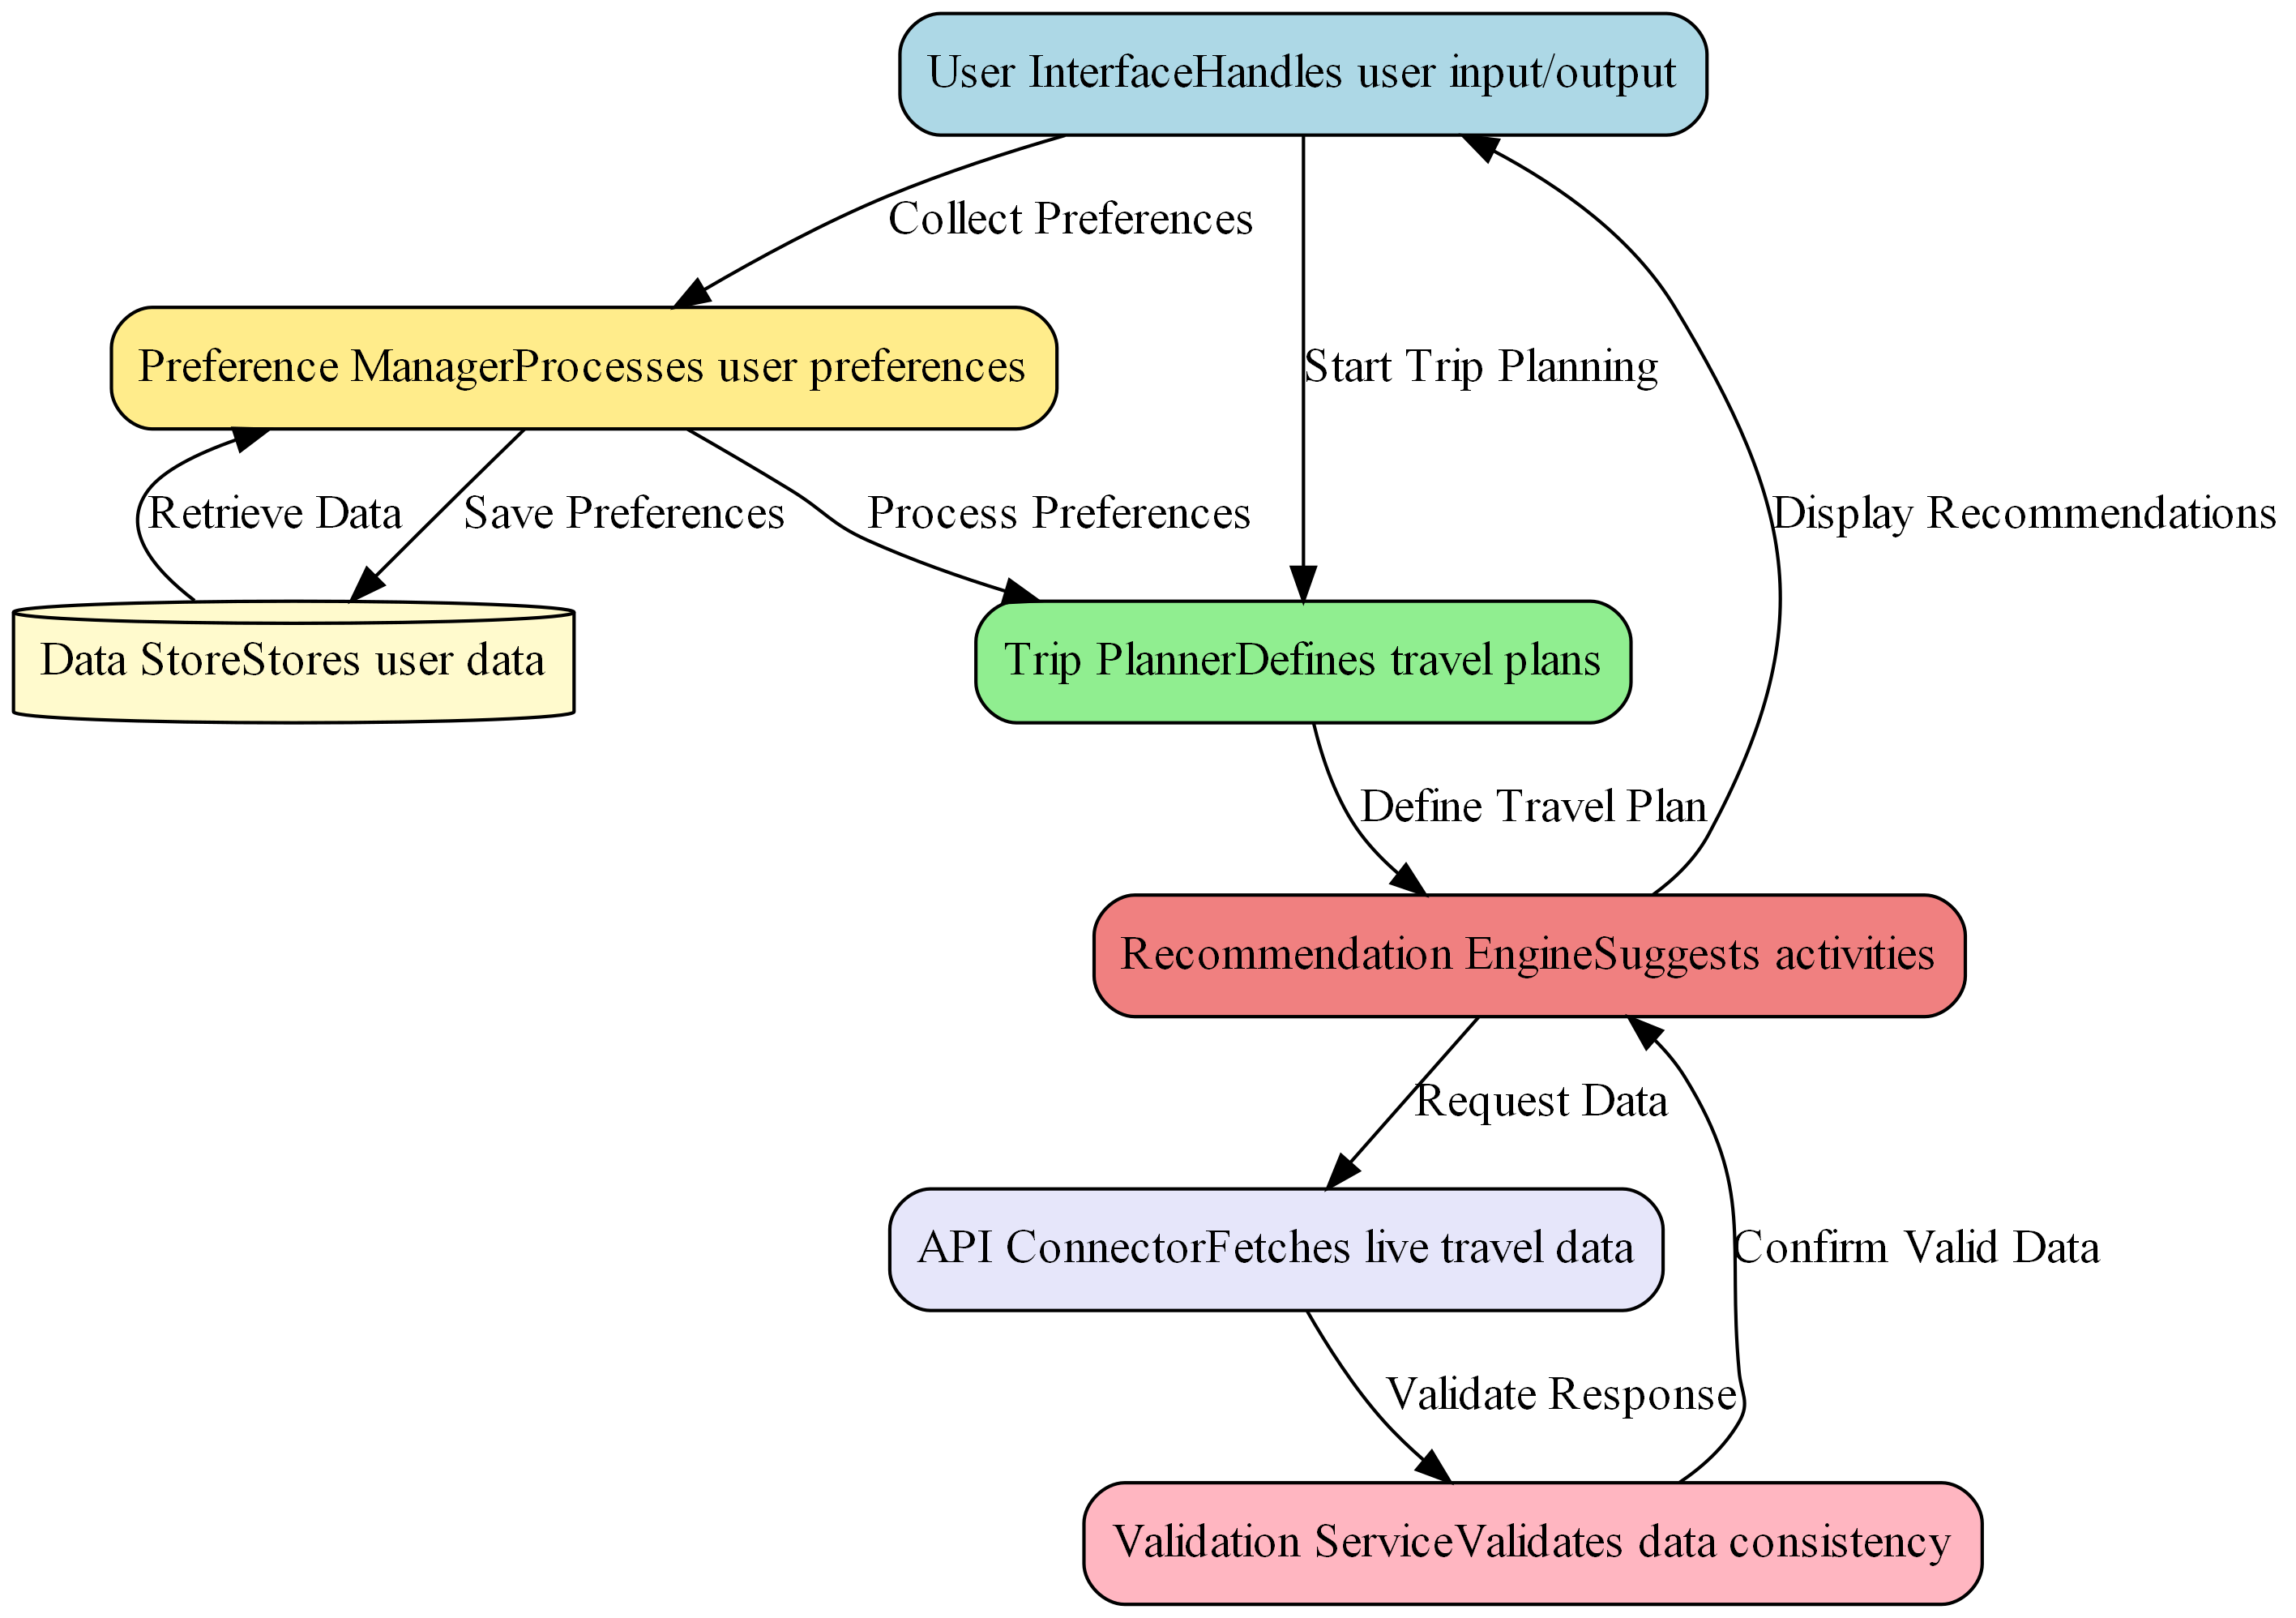 User InterfaceHandles user input/output
Collect Preferences
Preference ManagerProcesses user preferences
Start Trip Planning
Retrieve Data
Save Preferences
Process Preferences
Display Recommendations
Data StoreStores user data
Trip PlannerDefines travel plans
Define Travel Plan
Recommendation EngineSuggests activities
Request Data
API ConnectorFetches live travel data
Confirm Valid Data
Validate Response
Validation ServiceValidates data consistency